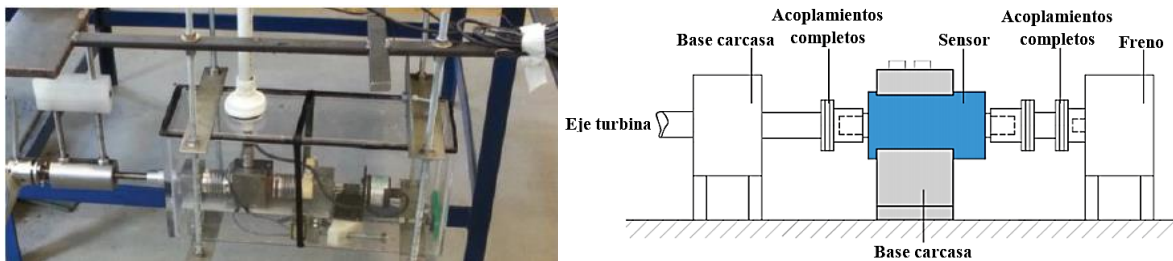 Acoplamientos
completos
Acoplamientos
completos
Base carcasa
Sensor
Freno
Eje turbina
Base carcasa